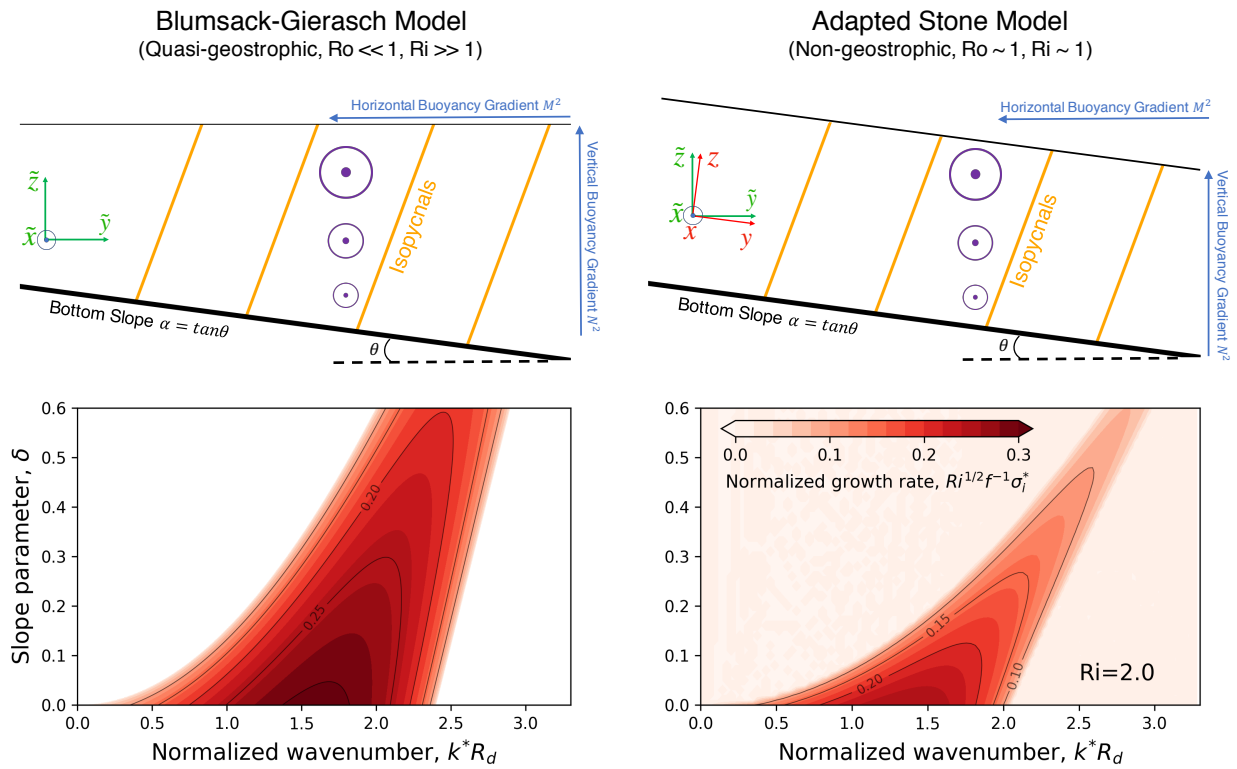 Blumsack-Gierasch Model
(Quasi-geostrophic, Ro << 1, Ri >> 1)
Horizontal Buoyancy Gradient M²
Vertical Buoyancy Gradient N²
z̃
ỹ
x̃
Isopycnals
Bottom Slope α = tanθ
θ
Adapted Stone Model
(Non-geostrophic, Ro ~ 1, Ri ~ 1)
Horizontal Buoyancy Gradient M²
Vertical Buoyancy Gradient N²
z̃ z
x̃ ỹ
x y
Isopycnals
Bottom Slope α = tanθ
θ
Slope parameter, δ
0.6
0.5
0.4
0.3
0.2
0.1
0.0
0.20
0.25
0.0 0.5 1.0 1.5 2.0 2.5 3.0
Normalized wavenumber, k*R_d
0.6
0.5
0.4
0.3
0.2
0.1
0.0
0.0 0.1 0.2 0.3
Normalized growth rate, Ri^{1/2}f^{-1}σ_i^*
0.15
0.20
0.10
Ri=2.0
0.0 0.5 1.0 1.5 2.0 2.5 3.0
Normalized wavenumber, k*R_d